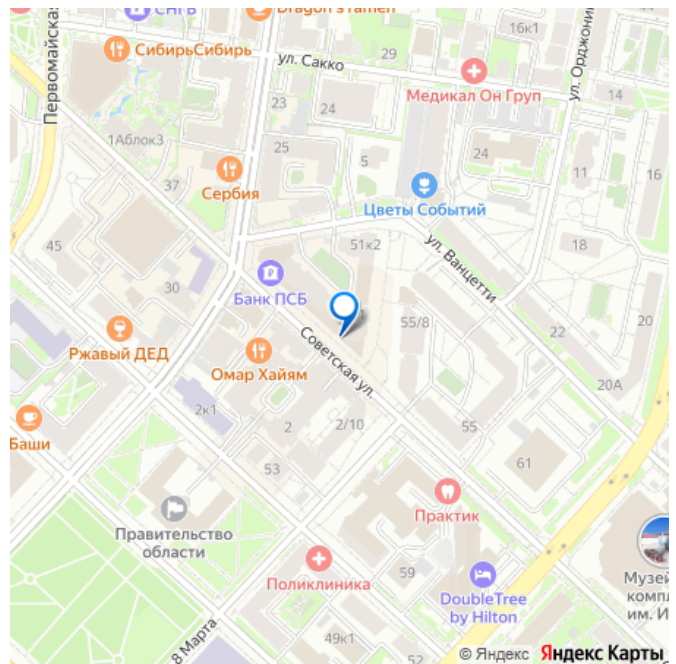 СНГБ
Dragon's ramen
16к1
СибирьСибирь
ул. Сакко
29
Первомайская
ул. Орджони
Медикал Он Груп
14
23
24
1Аблок3
25
5
24
11
16
37
Сербия
Цветы Событий
45
51к2
ул. Ванцетти
18
30
Банк ПСБ
55/8
22
20
Ржавый ДЕД
Советская ул.
Омар Хайям
20А
2к1
Баши
2
2/10
55
61
53
Практик
Правительство
области
Поликлиника
59
DoubleTree
by Hilton
Музей
компл
им. И
8 Марта
49к1
© Яндекс Яндекс Карты